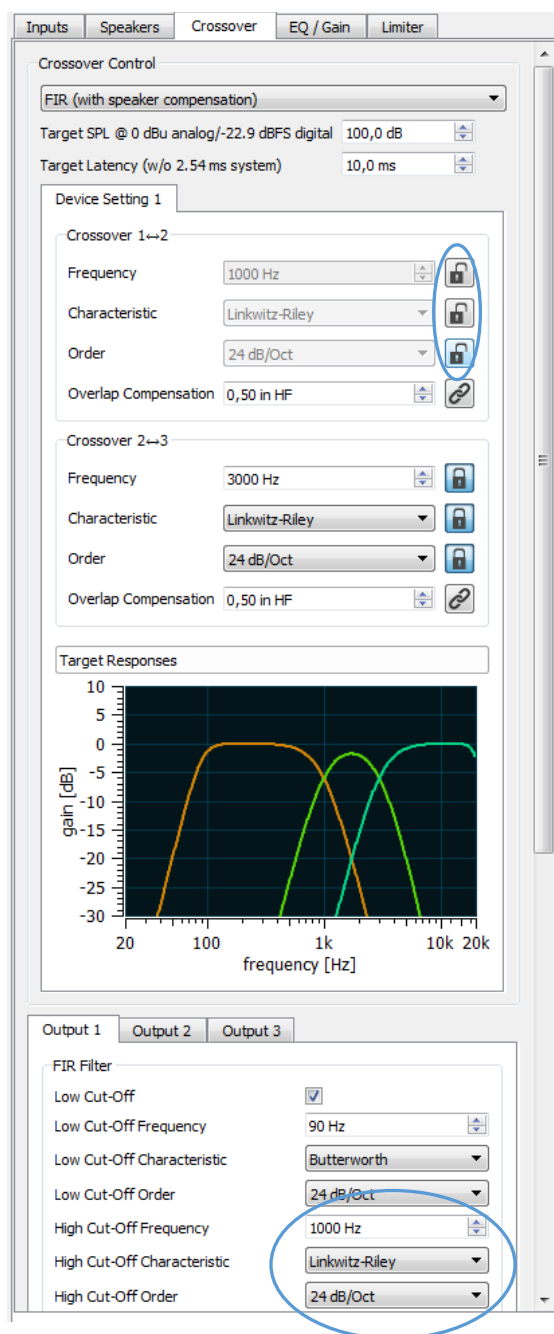 Inputs Speakers Crossover EQ / Gain Limiter
Crossover Control
FIR (with speaker compensation)
Target SPL @ 0 dBu analog/-22.9 dBFS digital 100,0 dB
Target Latency (w/o 2.54 ms system) 10,0 ms
Device Setting 1
Crossover 1↔2
Frequency 1000 Hz
Characteristic Linkwitz-Riley
Order 24 dB/Oct
Overlap Compensation 0,50 in HF
Crossover 2↔3
Frequency 3000 Hz
Characteristic Linkwitz-Riley
Order 24 dB/Oct
Overlap Compensation 0,50 in HF
Target Responses
10
5
0
-5
-10
-15
-20
-25
-30
gain [dB]
20 100 1k 10k 20k
frequency [Hz]
Output 1 Output 2 Output 3
FIR Filter
Low Cut-Off
Low Cut-Off Frequency 90 Hz
Low Cut-Off Characteristic Butterworth
Low Cut-Off Order 24 dB/Oct
High Cut-Off Frequency 1000 Hz
High Cut-Off Characteristic Linkwitz-Riley
High Cut-Off Order 24 dB/Oct